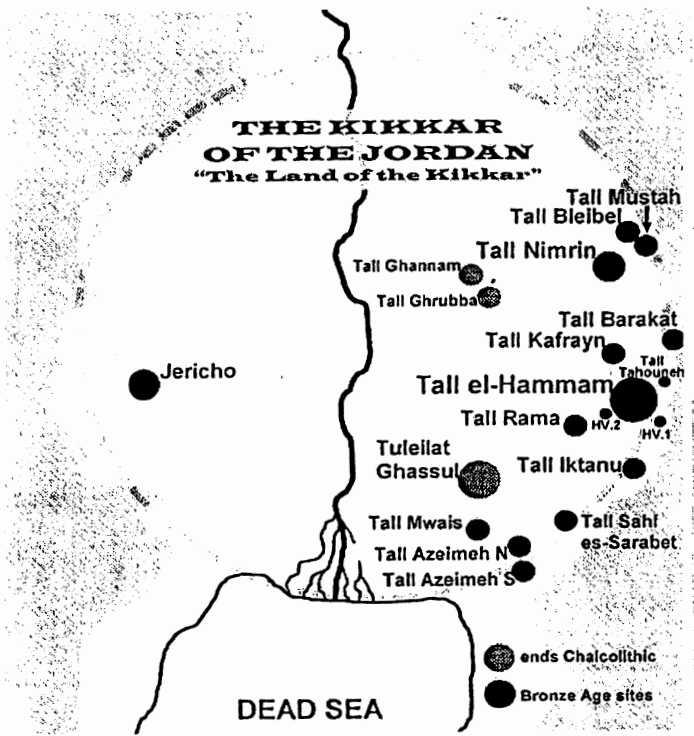 THE KIKKAR
OF THE JORDAN
"The Land of the Kikkar"
Tall Mustah
Tall Bleibel
Tall Nimrin
Tall Ghannam
Tall Ghrubba
Tall Barakat
Tall Kafrayn
Tall
Tahouneh
Jericho
Tall el-Hammam
Tall Rama
HV.2
HV.1
Tuleilat
Ghassul
Tall Iktanu
Tall Mwais
Tall Sahl
es-Sarabet
Tall Azeimeh N
Tall Azeimeh S
ends Chalcolithic
Bronze Age sites
DEAD SEA